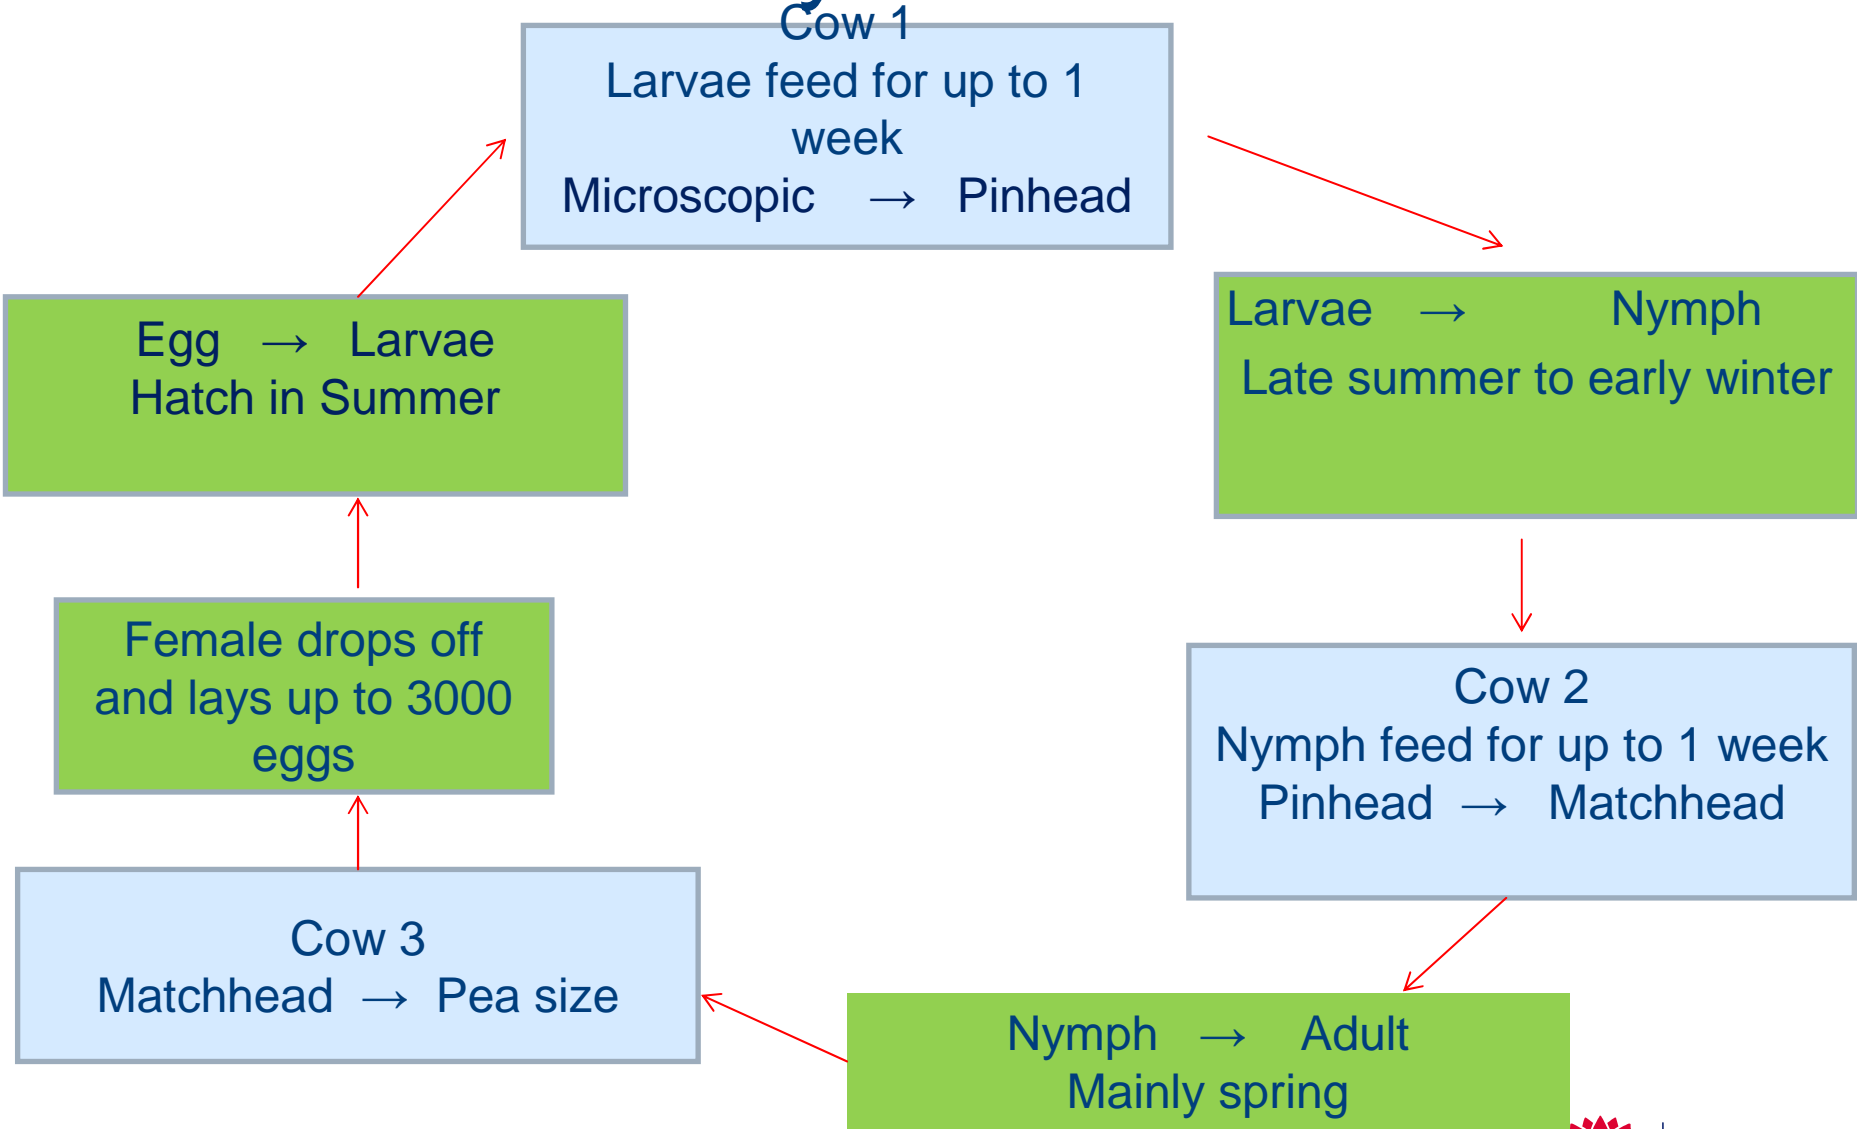 Cow 1
Larvae feed for up to 1
week
Microscopic → Pinhead
Larvae → Nymph
Late summer to early winter
Egg → Larvae
Hatch in Summer
Female drops off
and lays up to 3000
eggs
Cow 2
Nymph feed for up to 1 week
Pinhead → Matchhead
Cow 3
Matchhead → Pea size
Nymph → Adult
Mainly spring